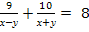 9/(x−y) + 10/(x+y) = 8